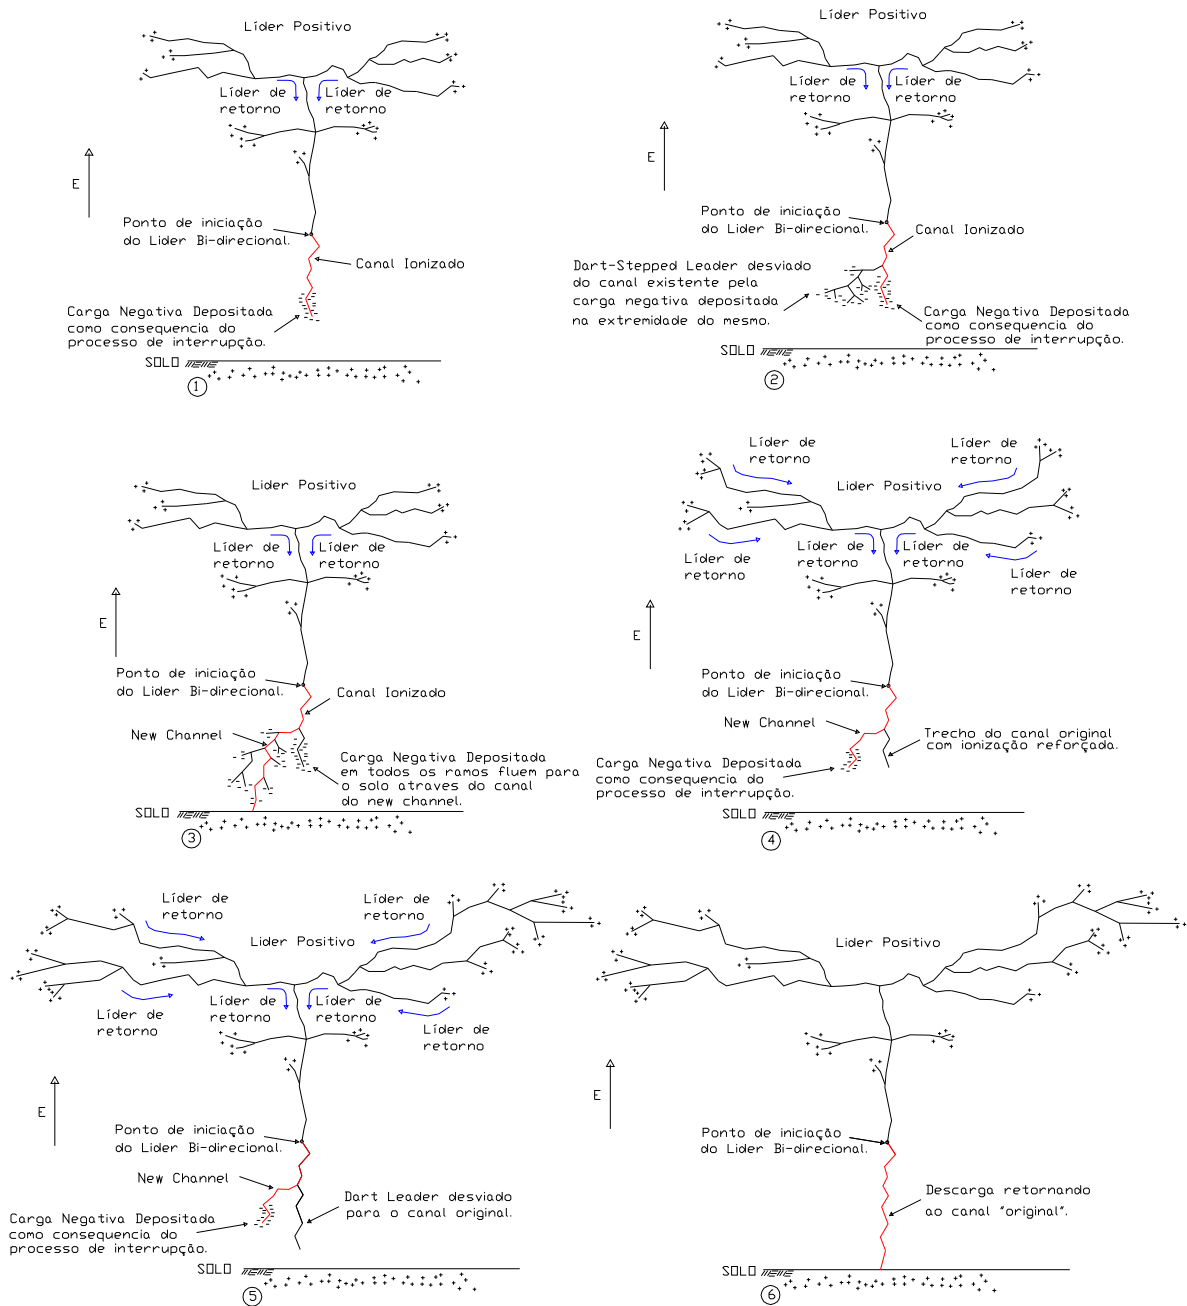 Líder Positivo
Líder de
retorno
Líder de
retorno
E
Ponto de iniciação
do Lider Bi-direcional.
Canal Ionizado
Carga Negativa Depositada
como consequencia do
processo de interrupção.
SOLO
1
Líder Positivo
Líder de
retorno
Líder de
retorno
E
Ponto de iniciação
do Lider Bi-direcional.
Canal Ionizado
Dart-Stepped Leader desviado
do canal existente pela
carga negativa depositada
na extremidade do mesmo.
Carga Negativa Depositada
como consequencia do
processo de interrupção.
SOLO
2
Lider Positivo
Líder de
retorno
Líder de
retorno
E
Ponto de iniciação
do Lider Bi-direcional.
Canal Ionizado
New Channel
Carga Negativa Depositada
em todos os ramos fluem para
o solo atraves do canal
do new channel.
SOLO
3
Líder de
retorno
Líder de
retorno
Lider Positivo
Líder de
retorno
Líder de
retorno
Líder de
retorno
Líder de
retorno
E
Ponto de iniciação
do Lider Bi-direcional.
New Channel
Trecho do canal original
com ionização reforçada.
Carga Negativa Depositada
como consequencia do
processo de interrupção.
SOLO
4
Líder de
retorno
Líder de
retorno
Lider Positivo
Líder de
retorno
Líder de
retorno
Líder de
retorno
Líder de
retorno
E
Ponto de iniciação
do Lider Bi-direcional.
New Channel
Dart Leader desviado
para o canal original.
Carga Negativa Depositada
como consequencia do
processo de interrupção.
SOLO
5
Lider Positivo
E
Ponto de iniciação
do Lider Bi-direcional.
Descarga retornando
ao canal "original".
SOLO
6